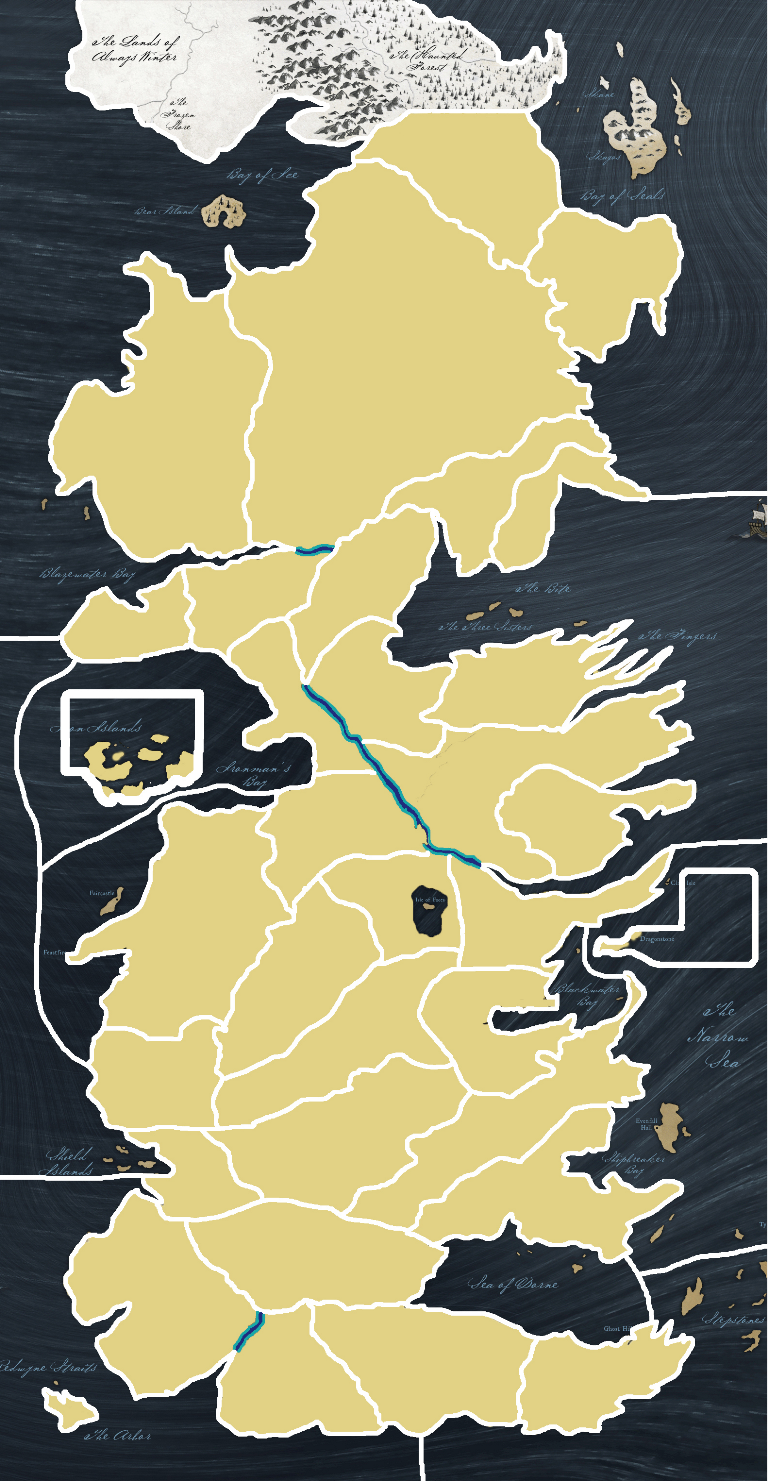 The Lands of
Always Winter
The Haunted
Forest
The
Frozen
Shore
Skane
Skagos
Bay of Ice
Bay of Seals
Bear Island
Blazewater Bay
The Bite
The Three Sisters
The Fingers
Iron Islands
Ironman's
Bay
Faircastle
Isle of Faces
Dragonstone
Blackwater
Bay
The
Narrow
Sea
Evenfall
Hall
Shield
Islands
Shipbreaker
Bay
Sea of Dorne
Stepstones
Ghost Hill
Redwyne Straits
The Arbor